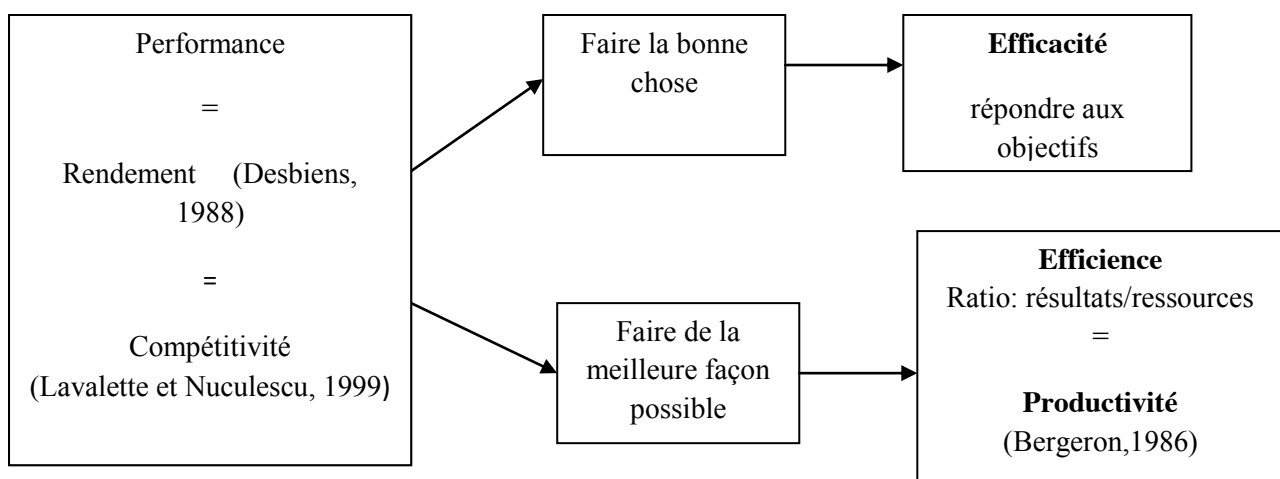 Performance
=
Rendement (Desbiens,
1988)
=
Compétitivité
(Lavalette et Nuculescu, 1999)
Faire la bonne
chose
Efficacité
répondre aux
objectifs
Faire de la
meilleure façon
possible
Efficience
Ratio: résultats/ressources
=
Productivité
(Bergeron,1986)